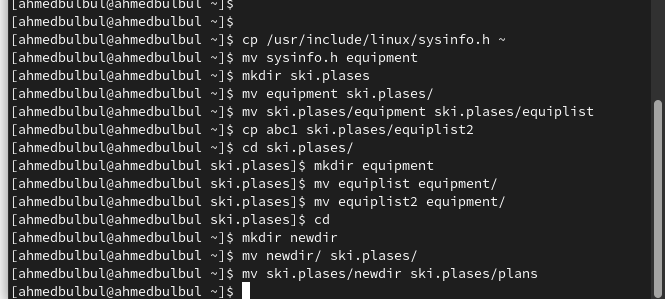 [ahmedbulbul@ahmedbulbul ~]$
[ahmedbulbul@ahmedbulbul ~]$
[ahmedbulbul@ahmedbulbul ~]$ cp /usr/include/linux/sysinfo.h ~
[ahmedbulbul@ahmedbulbul ~]$ mv sysinfo.h equipment
[ahmedbulbul@ahmedbulbul ~]$ mkdir ski.plases
[ahmedbulbul@ahmedbulbul ~]$ mv equipment ski.plases/
[ahmedbulbul@ahmedbulbul ~]$ mv ski.plases/equipment ski.plases/equiplist
[ahmedbulbul@ahmedbulbul ~]$ cp abc1 ski.plases/equiplist2
[ahmedbulbul@ahmedbulbul ~]$ cd ski.plases/
[ahmedbulbul@ahmedbulbul ski.plases]$ mkdir equipment
[ahmedbulbul@ahmedbulbul ski.plases]$ mv equiplist equipment/
[ahmedbulbul@ahmedbulbul ski.plases]$ mv equiplist2 equipment/
[ahmedbulbul@ahmedbulbul ski.plases]$ cd
[ahmedbulbul@ahmedbulbul ~]$ mkdir newdir
[ahmedbulbul@ahmedbulbul ~]$ mv newdir/ ski.plases/
[ahmedbulbul@ahmedbulbul ~]$ mv ski.plases/newdir ski.plases/plans
[ahmedbulbul@ahmedbulbul ~]$